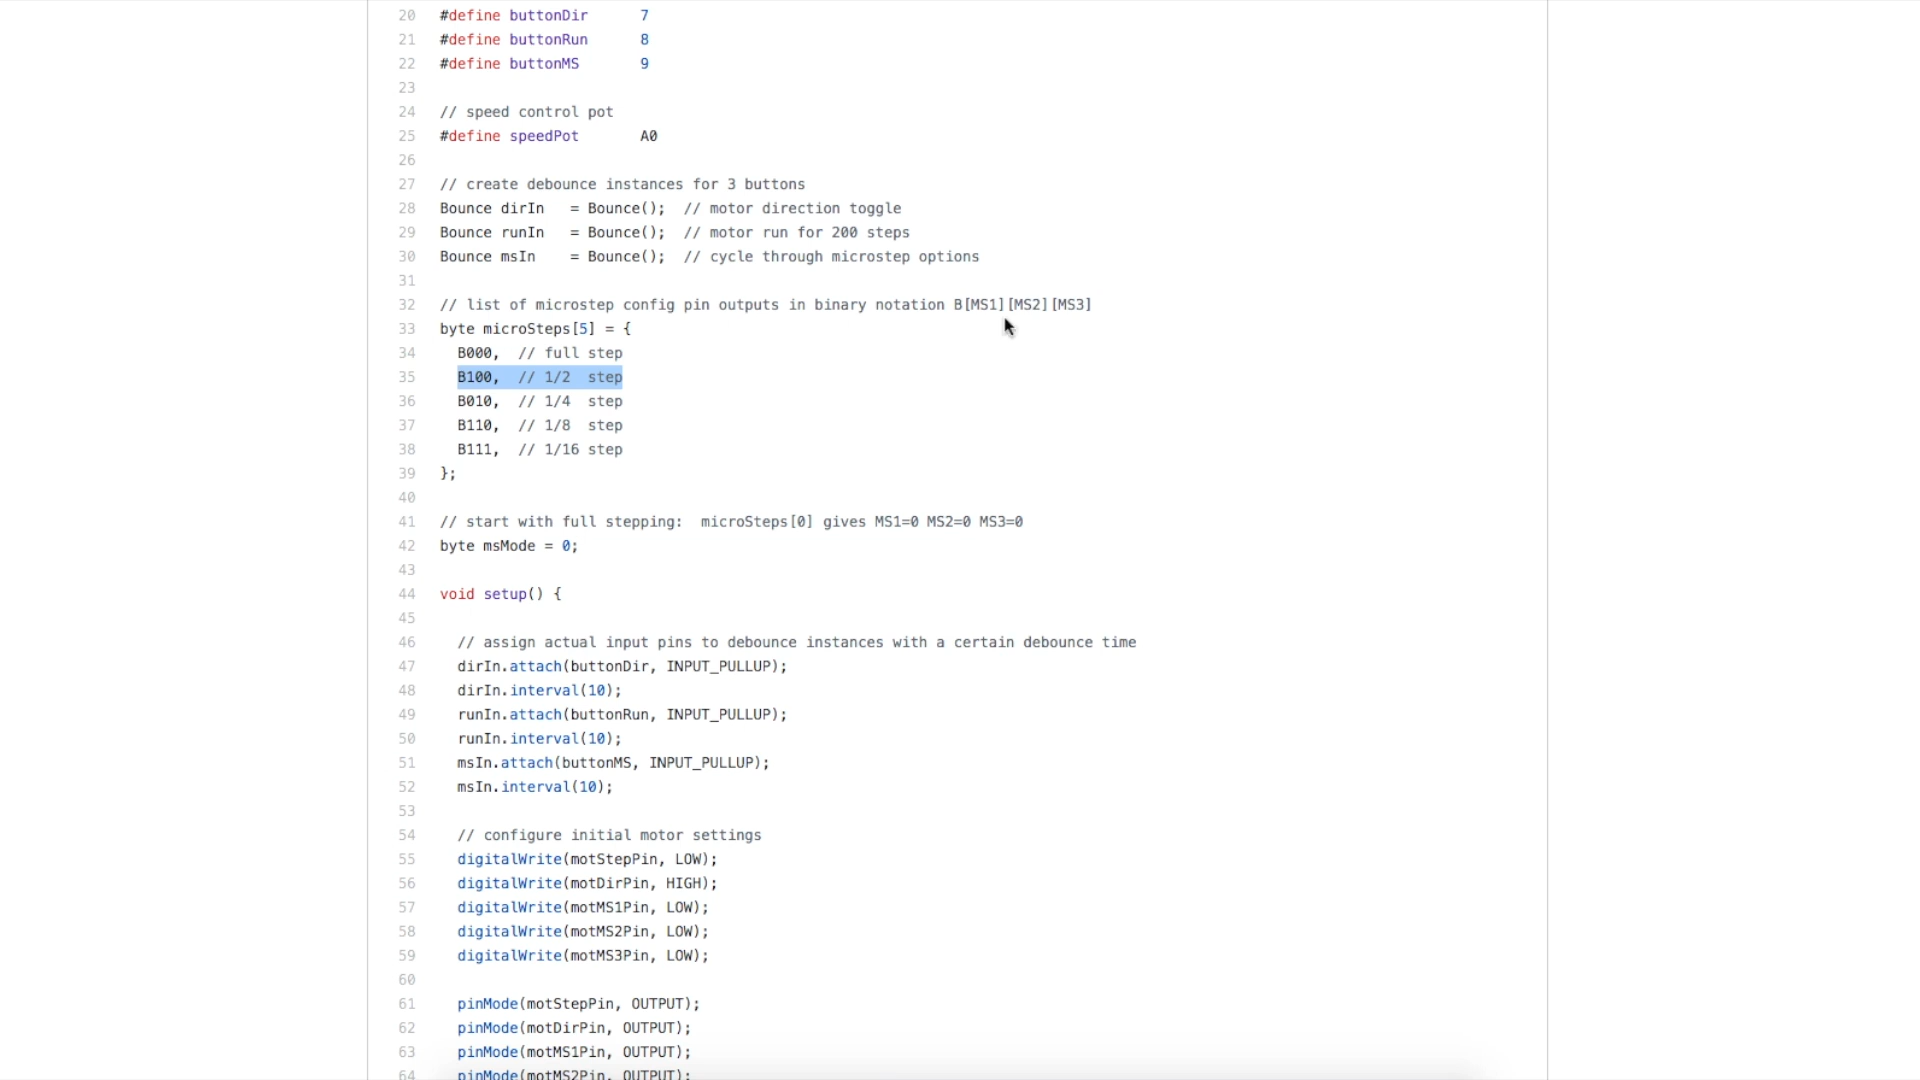 20 #define buttonDir      7
21 #define buttonRun      8
22 #define buttonMS       9
23
24 // speed control pot
25 #define speedPot       A0
26
27 // create debounce instances for 3 buttons
28 Bounce dirIn   = Bounce();  // motor direction toggle
29 Bounce runIn   = Bounce();  // motor run for 200 steps
30 Bounce msIn    = Bounce();  // cycle through microstep options
31
32 // list of microstep config pin outputs in binary notation B[MS1][MS2][MS3]
33 byte microSteps[5] = {
34   B000,  // full step
35   B100,  // 1/2  step
36   B010,  // 1/4  step
37   B110,  // 1/8  step
38   B111,  // 1/16 step
39 };
40
41 // start with full stepping:  microSteps[0] gives MS1=0 MS2=0 MS3=0
42 byte msMode = 0;
43
44 void setup() {
45
46   // assign actual input pins to debounce instances with a certain debounce time
47   dirIn.attach(buttonDir, INPUT_PULLUP);
48   dirIn.interval(10);
49   runIn.attach(buttonRun, INPUT_PULLUP);
50   runIn.interval(10);
51   msIn.attach(buttonMS, INPUT_PULLUP);
52   msIn.interval(10);
53
54   // configure initial motor settings
55   digitalWrite(motStepPin, LOW);
56   digitalWrite(motDirPin, HIGH);
57   digitalWrite(motMS1Pin, LOW);
58   digitalWrite(motMS2Pin, LOW);
59   digitalWrite(motMS3Pin, LOW);
60
61   pinMode(motStepPin, OUTPUT);
62   pinMode(motDirPin, OUTPUT);
63   pinMode(motMS1Pin, OUTPUT);
64   pinMode(motMS2Pin, OUTPUT);